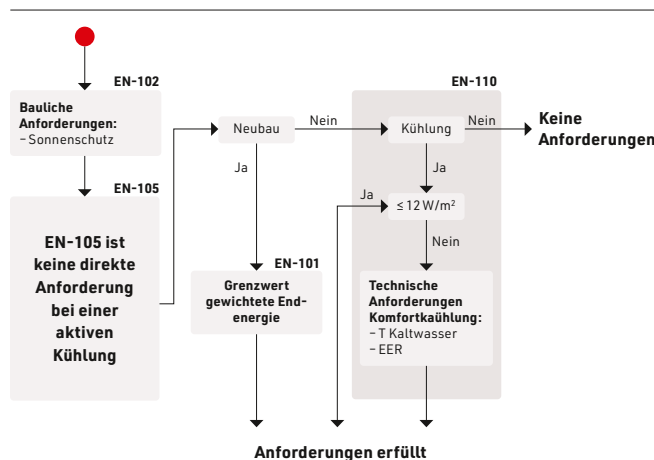 EN-102
Bauliche
Anforderungen:
– Sonnenschutz
EN-105
EN-105 ist
keine direkte
Anforderung
bei einer
aktiven
Kühlung
Neubau
Nein
Ja
EN-101
Grenzwert
gewichtete End-
energie
EN-110
Kühlung
Nein
Keine
Anforderungen
Ja
Ja
≤ 12 W/m²
Nein
Technische
Anforderungen
Komfortkaühlung:
– T Kaltwasser
– EER
Anforderungen erfüllt